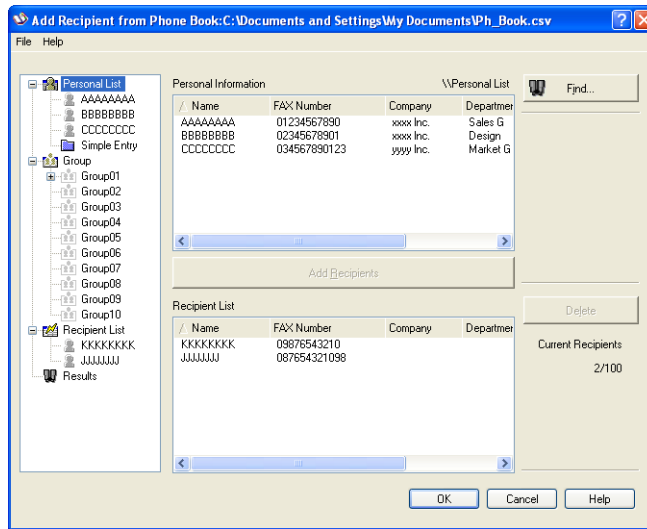 Add Recipient from Phone Book:C:\Documents and Settings\My Documents\Ph_Book.csv
File Help
Personal List
AAAAAAAA
BBBBBBBB
CCCCCCCC
Simple Entry
Group
Group01
Group02
Group03
Group04
Group05
Group06
Group07
Group08
Group09
Group10
Recipient List
KKKKKKKK
JJJJJJJJ
Results
Personal Information \\Personal List
Name FAX Number Company Departmer
AAAAAAAA 01234567890 xxxx Inc. Sales G
BBBBBBBB 02345678901 xxxx Inc. Design
CCCCCCCC 034567890123 yyyy Inc. Market G
Add Recipients
Recipient List
Name FAX Number Company Departmer
KKKKKKKK 09876543210
JJJJJJJJ 087654321098
Find...
Delete
Current Recipients
2/100
OK Cancel Help